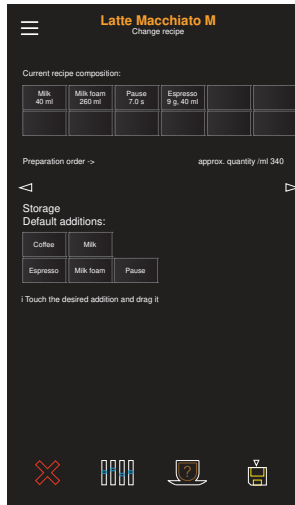 Latte Macchiato M
Change recipe
Current recipe composition:
Milk Milk foam Pause Espresso
40 ml 260 ml 7.0 s 9 g, 40 ml
Preparation order -> approx. quantity /ml 340
Storage
Default additions:
Coffee Milk
Espresso Milk foam Pause
i Touch the desired addition and drag it
?